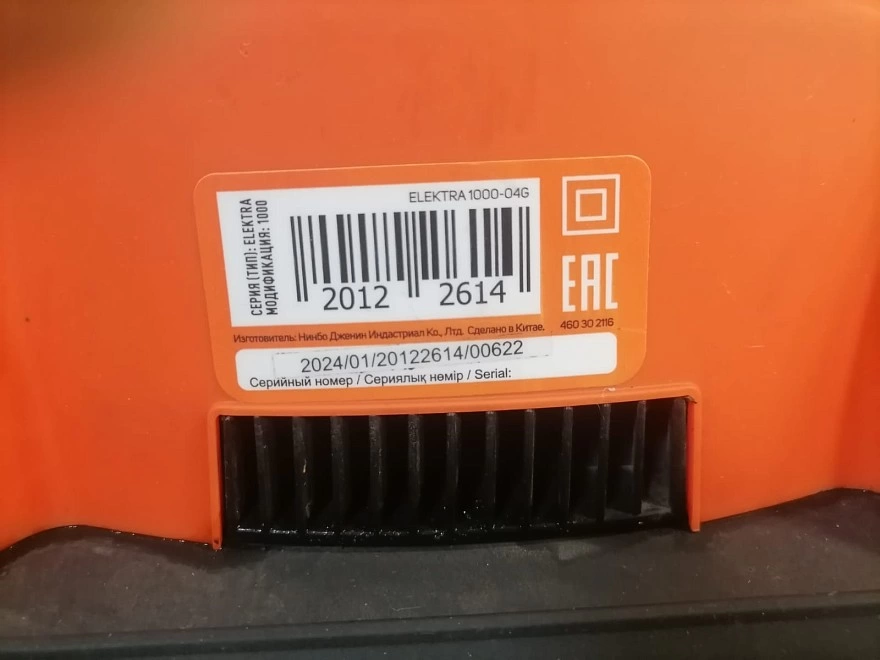 СЕРИЯ (ТИП): ELEKTRA
МОДИФИКАЦИЯ: 1000
ELEKTRA 1000-04G
2012 2614
EAC
460 30 2116
Изготовитель: Нинбо Дженин Индастриал Ко., Лтд. Сделано в Китае.
2024/01/20122614/00622
Серийный номер / Сериялық нөмір / Serial: